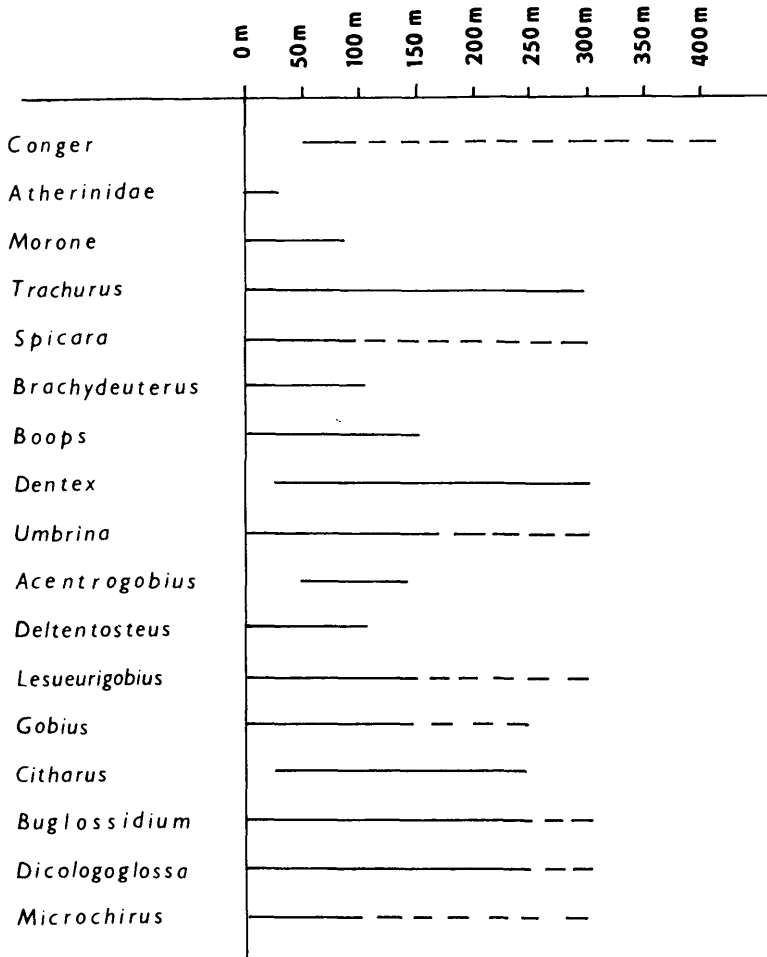 0 m 50 m 100 m 150 m 200 m 250 m 300 m 350 m 400 m
Conger
Atherinidae
Morone
Trachurus
Spicara
Brachydeuterus
Boops
Dentex
Umbrina
Acentrogobius
Deltentosteus
Lesueurigobius
Gobius
Citharus
Buglossidium
Dicologoglossa
Microchirus